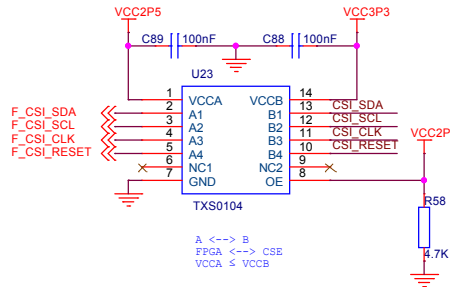 VCC2P5
VCC3P3
C89
100nF
C88
100nF
U23
1
VCCA
VCCB
14
F_CSI_SDA
2
A1
B1
13
CSI_SDA
F_CSI_SCL
3
A2
B2
12
CSI_SCL
F_CSI_CLK
4
A3
B3
11
CSI_CLK
F_CSI_RESET
5
A4
B4
10
CSI_RESET
6
NC1
NC2
9
7
GND
OE
8
VCC2P
TXS0104
R58
4.7K
A <--> B
FPGA <--> CSE
VCCA ≤ VCCB